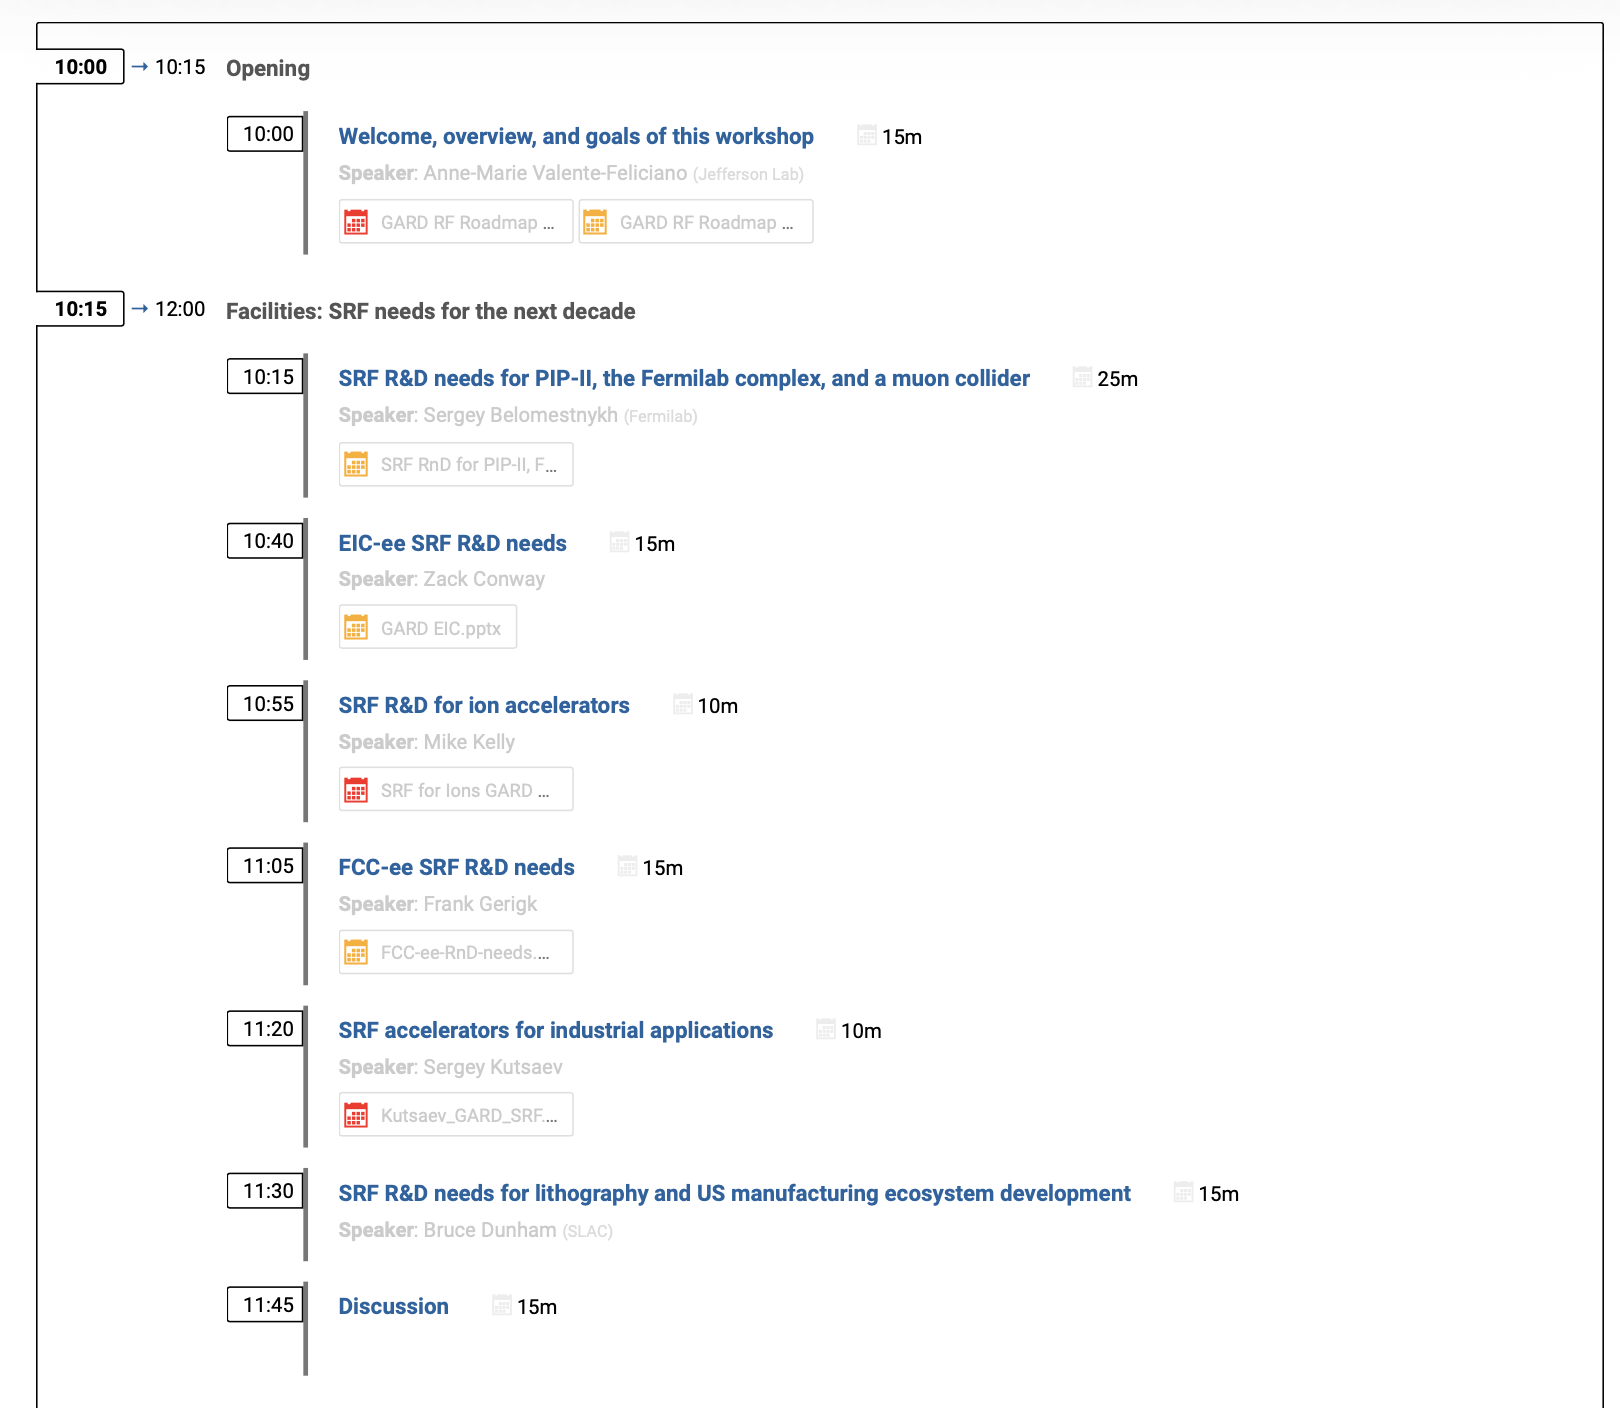 10:00 → 10:15 Opening
10:00 Welcome, overview, and goals of this workshop 15m
Speaker: Anne-Marie Valente-Feliciano (Jefferson Lab)
GARD RF Roadmap ... GARD RF Roadmap ...
10:15 → 12:00 Facilities: SRF needs for the next decade
10:15 SRF R&D needs for PIP-II, the Fermilab complex, and a muon collider 25m
Speaker: Sergey Belomestnykh (Fermilab)
SRF RnD for PIP-II, F...
10:40 EIC-ee SRF R&D needs 15m
Speaker: Zack Conway
GARD EIC.pptx
10:55 SRF R&D for ion accelerators 10m
Speaker: Mike Kelly
SRF for Ions GARD ...
11:05 FCC-ee SRF R&D needs 15m
Speaker: Frank Gerigk
FCC-ee-RnD-needs....
11:20 SRF accelerators for industrial applications 10m
Speaker: Sergey Kutsaev
Kutsaev_GARD_SRF....
11:30 SRF R&D needs for lithography and US manufacturing ecosystem development 15m
Speaker: Bruce Dunham (SLAC)
11:45 Discussion 15m